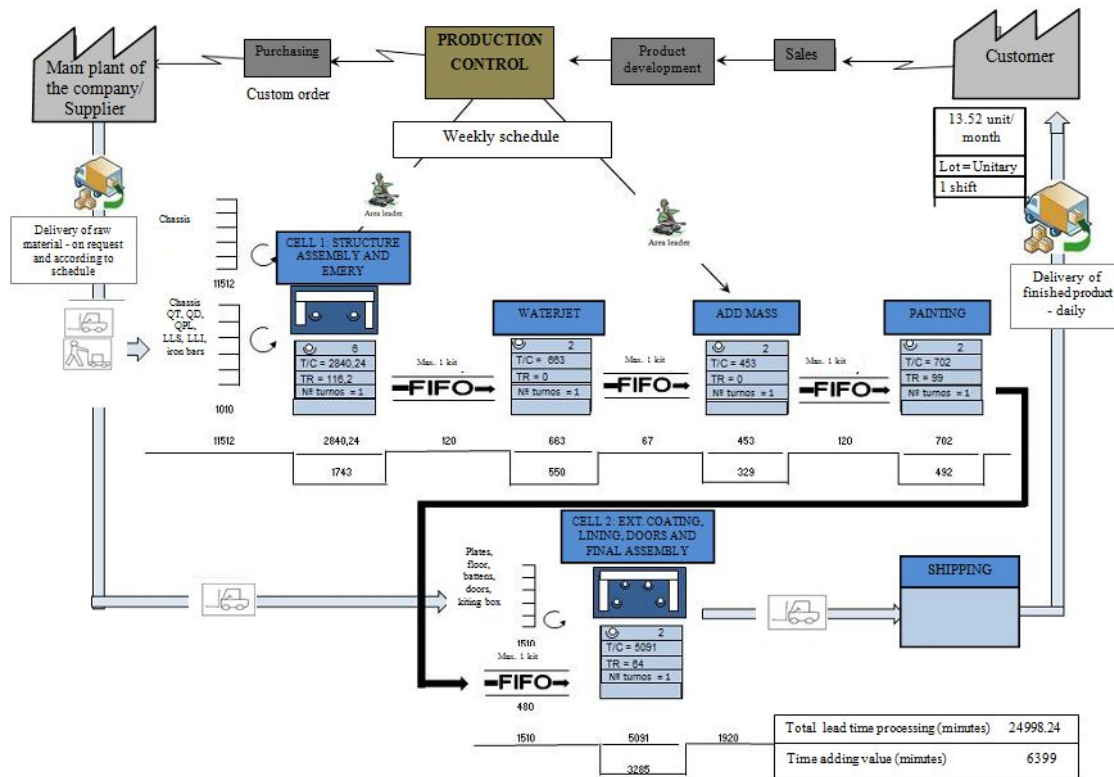 Main plant of
the company/
Supplier
Purchasing
Custom order
PRODUCTION
CONTROL
Product
development
Sales
Customer
Weekly schedule
13.52 unit/
month
Lot = Unitary
1 shift
Delivery of raw
material - on request
and according to
schedule
Chassis
11512
Chassis
QT, QD,
QPL,
LLS, LLI,
iron bars
1010
Area leader
Area leader
Delivery of
finished product
- daily
CELL 1: STRUCTURE
ASSEMBLY AND
EMERY
6
T/C = 2840,24
TR = 116,2
Nº turnos = 1
Max. 1 kit
FIFO
WATERJET
2
T/C = 663
TR = 0
Nº turnos = 1
Max. 1 kit
FIFO
ADD MASS
2
T/C = 453
TR = 0
Nº turnos = 1
Max. 1 kit
FIFO
PAINTING
2
T/C = 702
TR = 99
Nº turnos = 1
11512 2840,24 120 663 67 453 120 702
1743 550 329 492
CELL 2: EXT. COATING,
LINING, DOORS AND
FINAL ASSEMBLY
Plates,
floor,
battens,
doors,
kiting box
1510
Max. 1 kit
FIFO
480
2
T/C = 5091
TR = 64
Nº turnos = 1
SHIPPING
1510 5091 1920
3285
Total lead time processing (minutes) 24998.24
Time adding value (minutes) 6399